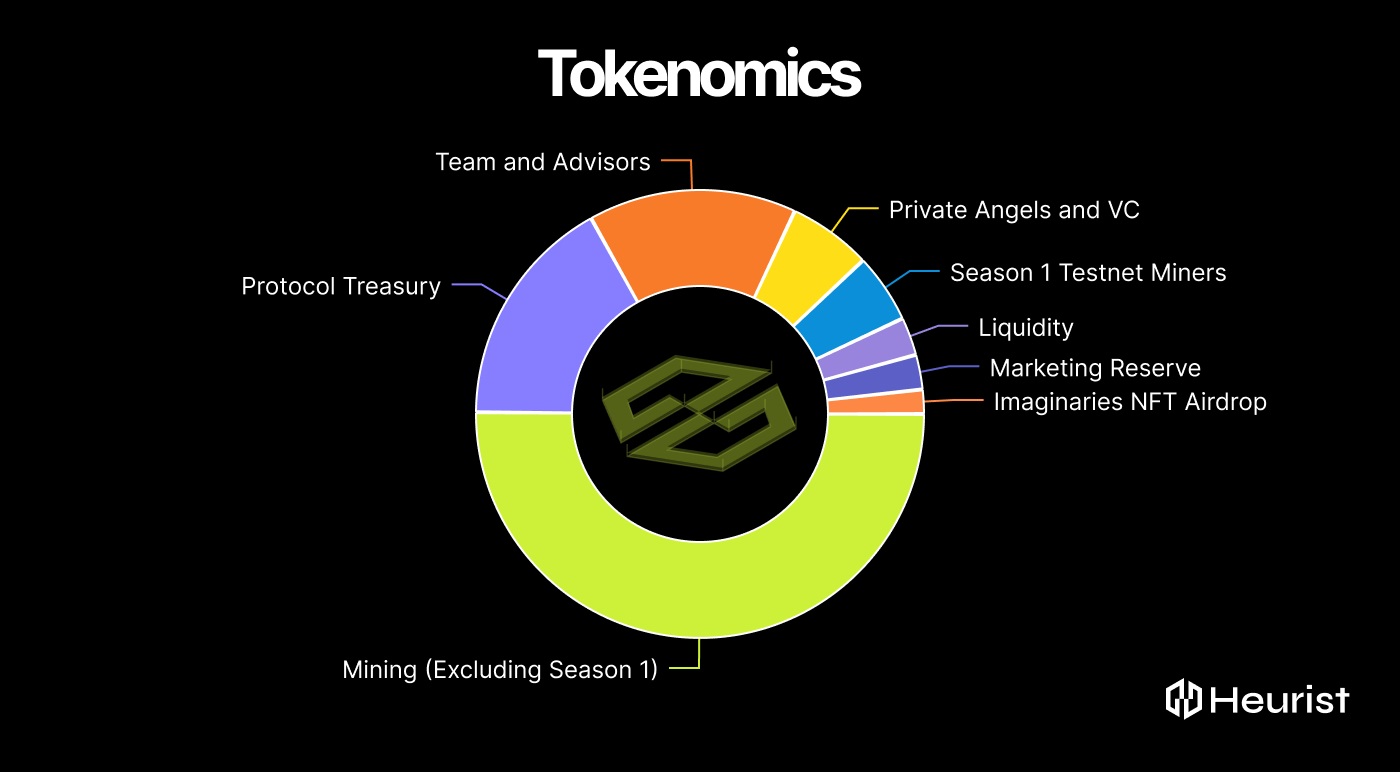 Tokenomics
Team and Advisors
Private Angels and VC
Season 1 Testnet Miners
Protocol Treasury
Liquidity
Marketing Reserve
Imaginaries NFT Airdrop
Mining (Excluding Season 1)
Heurist